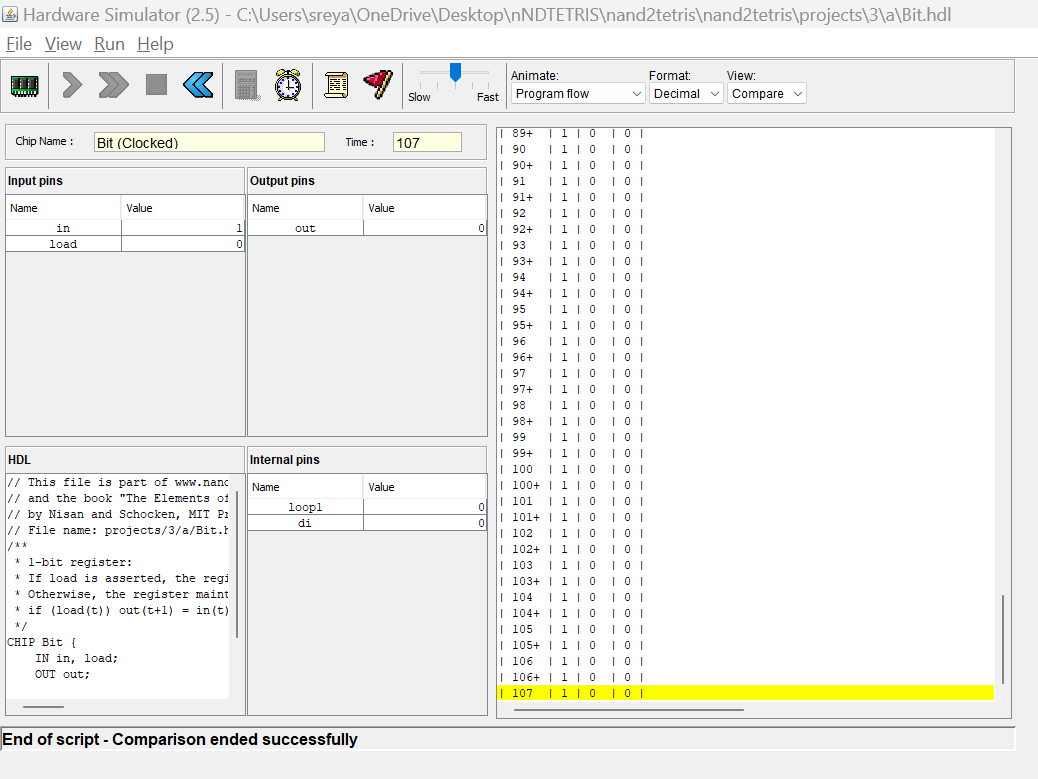 Hardware Simulator (2.5) - C:\Users\sreya\OneDrive\Desktop\nNDTETRIS\nand2tetris\nand2tetris\projects\3\a\Bit.hdl
File View Run Help
Slow Fast
Animate: Format: View:
Program flow Decimal Compare
Chip Name : Bit (Clocked) Time : 107
Input pins
Name Value
in 1
load 0
Output pins
Name Value
out 0
HDL
// This file is part of www.nand
// and the book "The Elements of
// by Nisan and Schocken, MIT Pr
// File name: projects/3/a/Bit.h
/**
 * 1-bit register:
 * If load is asserted, the regi
 * Otherwise, the register maint
 * if (load(t)) out(t+1) = in(t)
 */
CHIP Bit {
    IN in, load;
    OUT out;
Internal pins
Name Value
loop1 0
di 0
| 89+ | 1 | 0 | 0 |
| 90 | 1 | 0 | 0 |
| 90+ | 1 | 0 | 0 |
| 91 | 1 | 0 | 0 |
| 91+ | 1 | 0 | 0 |
| 92 | 1 | 0 | 0 |
| 92+ | 1 | 0 | 0 |
| 93 | 1 | 0 | 0 |
| 93+ | 1 | 0 | 0 |
| 94 | 1 | 0 | 0 |
| 94+ | 1 | 0 | 0 |
| 95 | 1 | 0 | 0 |
| 95+ | 1 | 0 | 0 |
| 96 | 1 | 0 | 0 |
| 96+ | 1 | 0 | 0 |
| 97 | 1 | 0 | 0 |
| 97+ | 1 | 0 | 0 |
| 98 | 1 | 0 | 0 |
| 98+ | 1 | 0 | 0 |
| 99 | 1 | 0 | 0 |
| 99+ | 1 | 0 | 0 |
| 100 | 1 | 0 | 0 |
| 100+ | 1 | 0 | 0 |
| 101 | 1 | 0 | 0 |
| 101+ | 1 | 0 | 0 |
| 102 | 1 | 0 | 0 |
| 102+ | 1 | 0 | 0 |
| 103 | 1 | 0 | 0 |
| 103+ | 1 | 0 | 0 |
| 104 | 1 | 0 | 0 |
| 104+ | 1 | 0 | 0 |
| 105 | 1 | 0 | 0 |
| 105+ | 1 | 0 | 0 |
| 106 | 1 | 0 | 0 |
| 106+ | 1 | 0 | 0 |
| 107 | 1 | 0 | 0 |
End of script - Comparison ended successfully